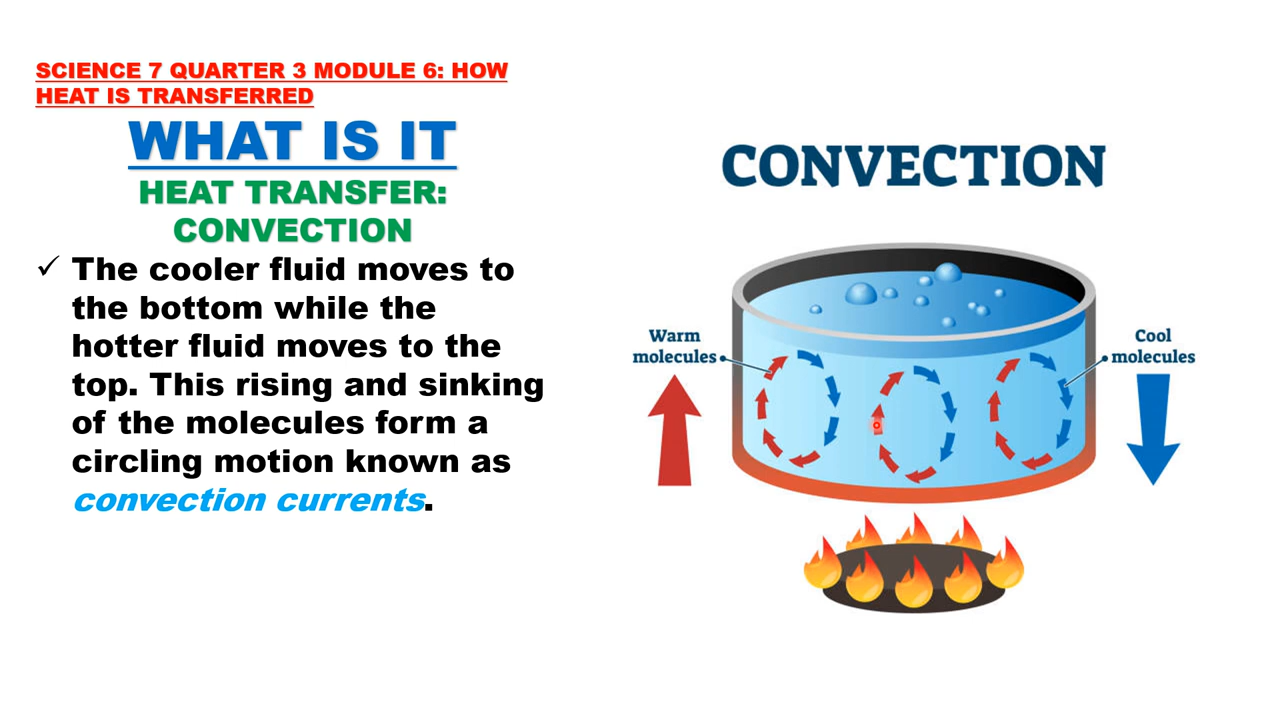 SCIENCE 7 QUARTER 3 MODULE 6: HOW
HEAT IS TRANSFERRED
WHAT IS IT
HEAT TRANSFER:
CONVECTION
✓ The cooler fluid moves to
the bottom while the
hotter fluid moves to the
top. This rising and sinking
of the molecules form a
circling motion known as
convection currents.
CONVECTION
Warm
molecules
Cool
molecules